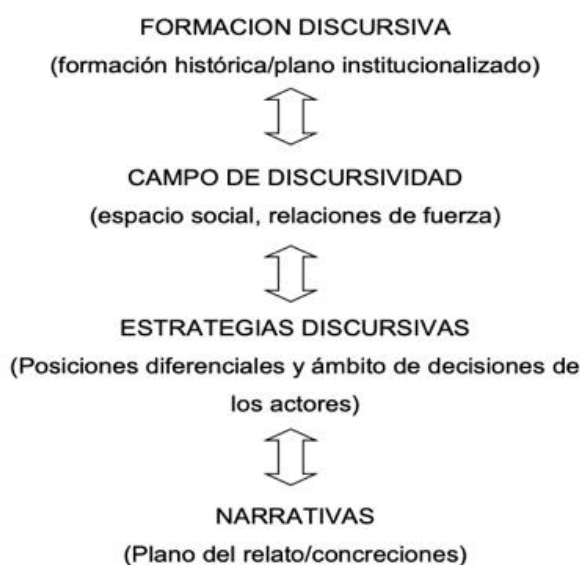 FORMACION DISCURSIVA
(formación histórica/plano institucionalizado)
CAMPO DE DISCURSIVIDAD
(espacio social, relaciones de fuerza)
ESTRATEGIAS DISCURSIVAS
(Posiciones diferenciales y ámbito de decisiones de
los actores)
NARRATIVAS
(Plano del relato/concreciones)